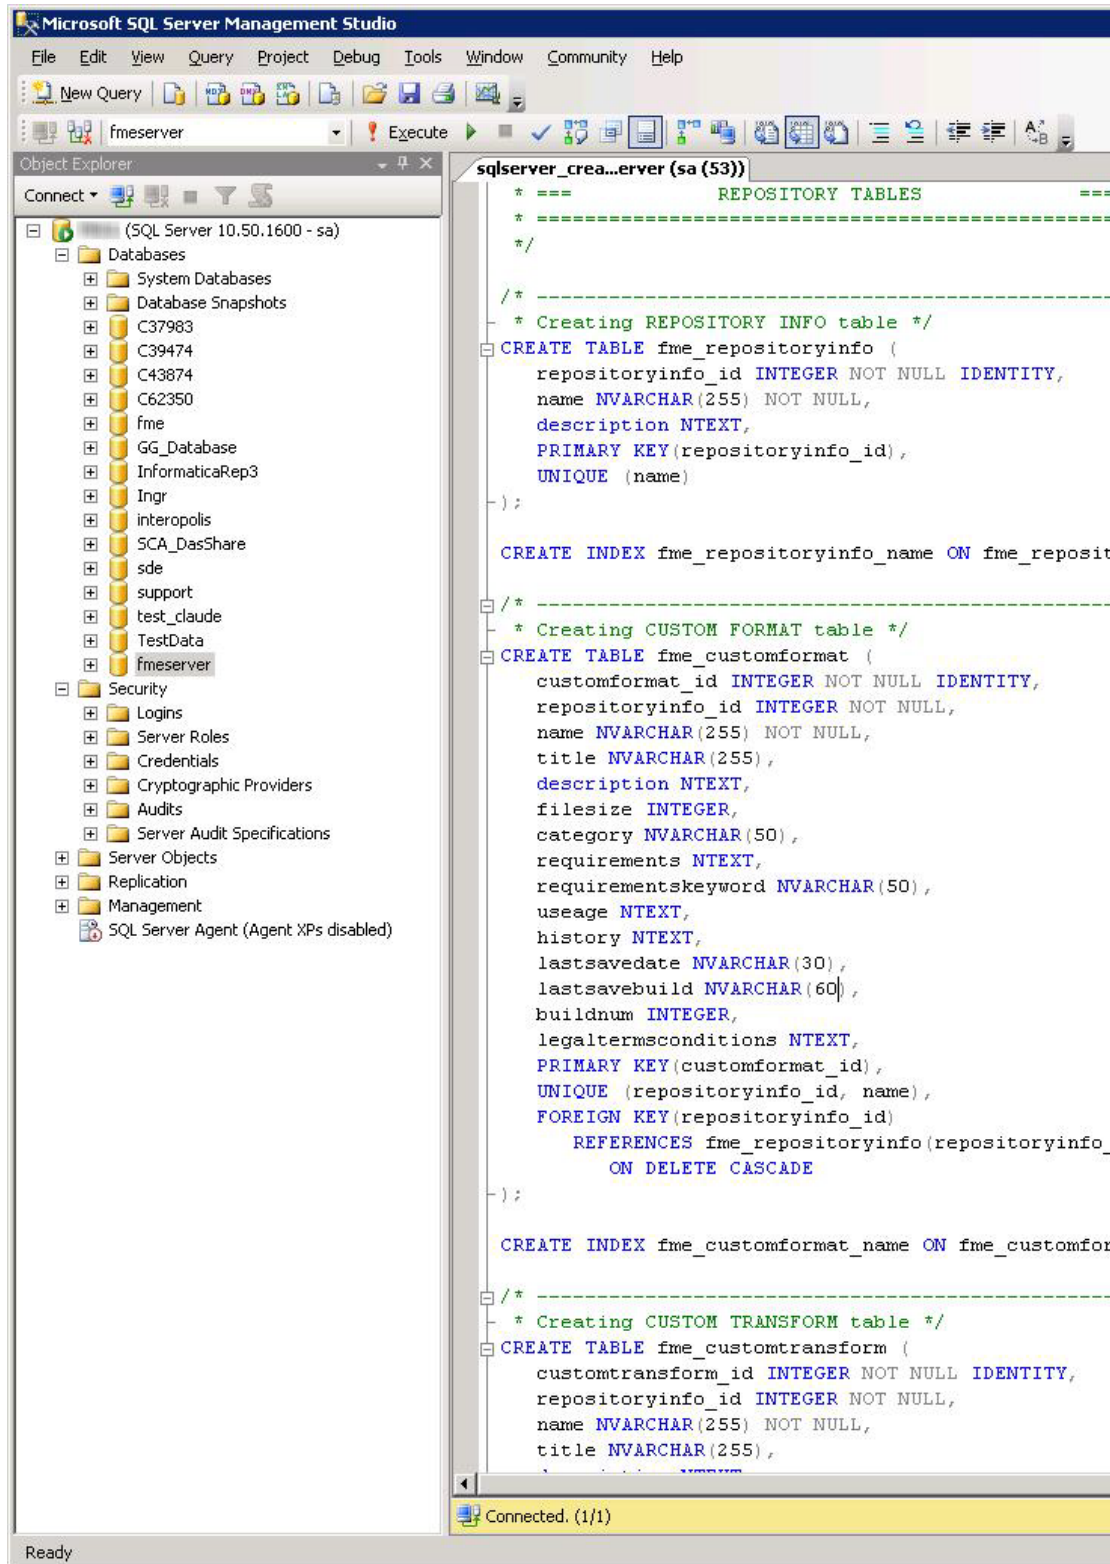 Microsoft SQL Server Management Studio
File Edit View Query Project Debug Tools Window Community Help
New Query
fmeserver Execute
Object Explorer
Connect
(SQL Server 10.50.1600 - sa)
Databases
System Databases
Database Snapshots
C37983
C39474
C43874
C62350
fme
GG_Database
InformaticaRep3
Ingr
interopolis
SCA_DasShare
sde
support
test_claude
TestData
fmeserver
Security
Logins
Server Roles
Credentials
Cryptographic Providers
Audits
Server Audit Specifications
Server Objects
Replication
Management
SQL Server Agent (Agent XPs disabled)
sqlserver_crea...erver (sa (53))
* === REPOSITORY TABLES ===
* ================================================
*/
/* ------------------------------------------------
* Creating REPOSITORY INFO table */
CREATE TABLE fme_repositoryinfo (
repositoryinfo_id INTEGER NOT NULL IDENTITY,
name NVARCHAR(255) NOT NULL,
description NTEXT,
PRIMARY KEY(repositoryinfo_id),
UNIQUE (name)
);
CREATE INDEX fme_repositoryinfo_name ON fme_reposit
/* ------------------------------------------------
* Creating CUSTOM FORMAT table */
CREATE TABLE fme_customformat (
customformat_id INTEGER NOT NULL IDENTITY,
repositoryinfo_id INTEGER NOT NULL,
name NVARCHAR(255) NOT NULL,
title NVARCHAR(255),
description NTEXT,
filesize INTEGER,
category NVARCHAR(50),
requirements NTEXT,
requirementskeyword NVARCHAR(50),
useage NTEXT,
history NTEXT,
lastsavedate NVARCHAR(30),
lastsavebuild NVARCHAR(60),
buildnum INTEGER,
legaltermsconditions NTEXT,
PRIMARY KEY(customformat_id),
UNIQUE (repositoryinfo_id, name),
FOREIGN KEY(repositoryinfo_id)
REFERENCES fme_repositoryinfo(repositoryinfo_
ON DELETE CASCADE
);
CREATE INDEX fme_customformat_name ON fme_customfor
/* ------------------------------------------------
* Creating CUSTOM TRANSFORM table */
CREATE TABLE fme_customtransform (
customtransform_id INTEGER NOT NULL IDENTITY,
repositoryinfo_id INTEGER NOT NULL,
name NVARCHAR(255) NOT NULL,
title NVARCHAR(255),
Connected. (1/1)
Ready